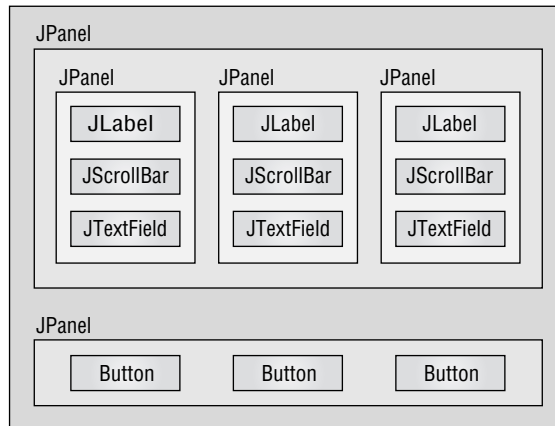 JPanel
JPanel JPanel JPanel
JLabel JLabel JLabel
JScrollBar JScrollBar JScrollBar
JTextField JTextField JTextField
JPanel
Button Button Button